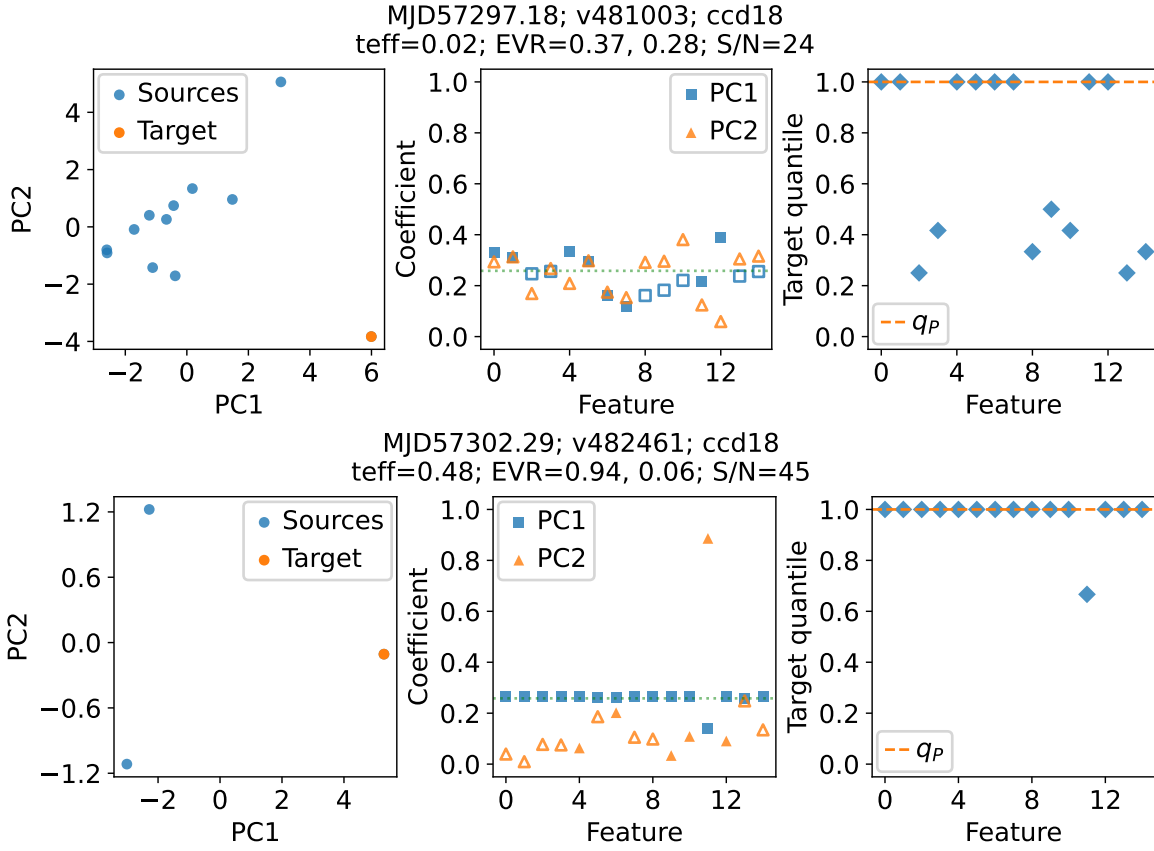 MJD57297.18; v481003; ccd18
teff=0.02; EVR=0.37, 0.28; S/N=24
Sources
Target
PC2
4
2
0
−2
−4
−2
0
2
4
6
PC1
PC1
PC2
Coefficient
1.0
0.8
0.6
0.4
0.2
0.0
0
4
8
12
Feature
Target quantile
1.0
0.8
0.6
0.4
0.2
0.0
qP
0
4
8
12
Feature
MJD57302.29; v482461; ccd18
teff=0.48; EVR=0.94, 0.06; S/N=45
Sources
Target
PC2
1.2
0.6
0.0
−0.6
−1.2
−2
0
2
4
PC1
PC1
PC2
Coefficient
1.0
0.8
0.6
0.4
0.2
0.0
0
4
8
12
Feature
Target quantile
1.0
0.8
0.6
0.4
0.2
0.0
qP
0
4
8
12
Feature